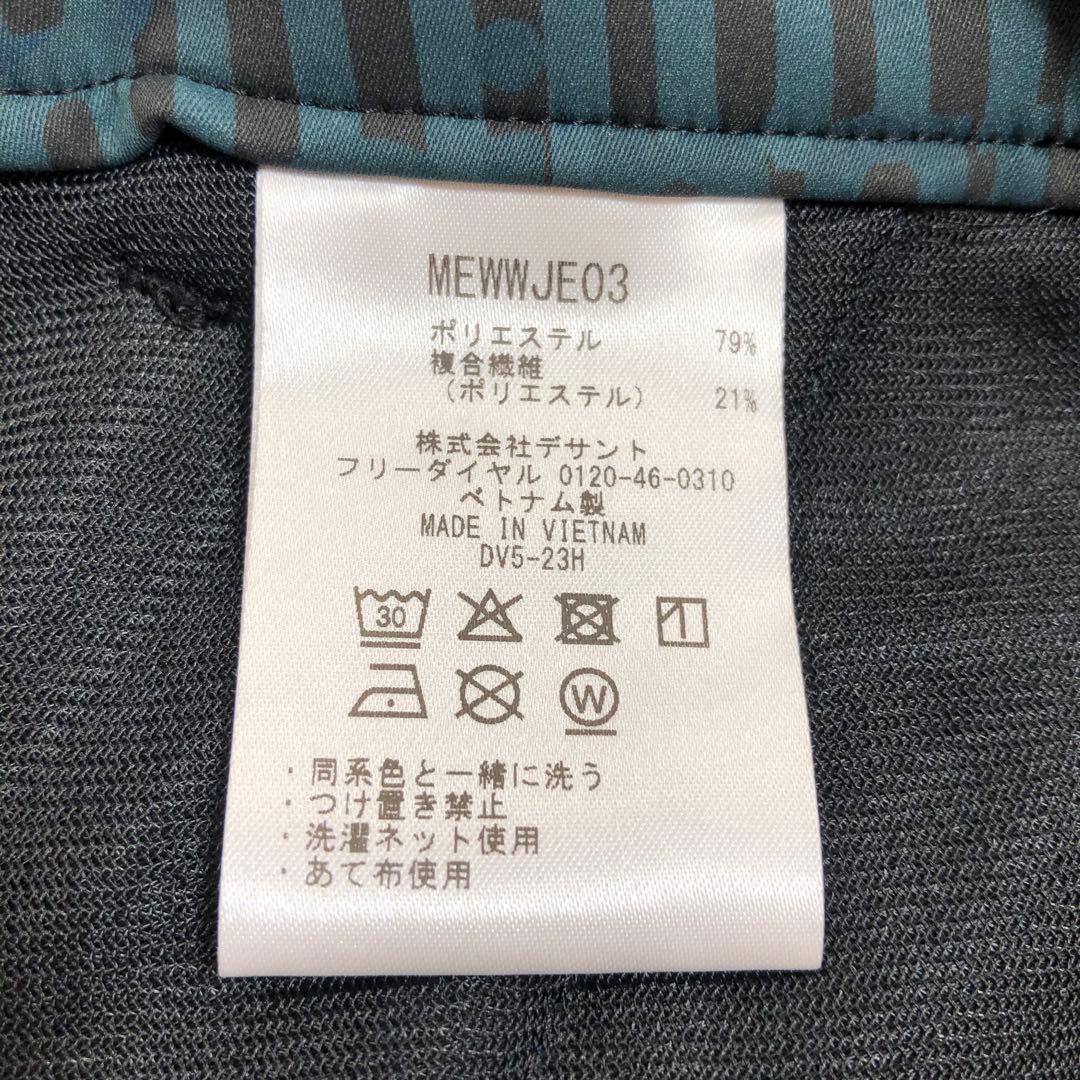 MEWWJE03
ポリエステル 79%
複合繊維
(ポリエステル) 21%
株式会社デサント
フリーダイヤル 0120-46-0310
ベトナム製
MADE IN VIETNAM
DV5-23H
30
W
・同系色と一緒に洗う
・つけ置き禁止
・洗濯ネット使用
・あて布使用